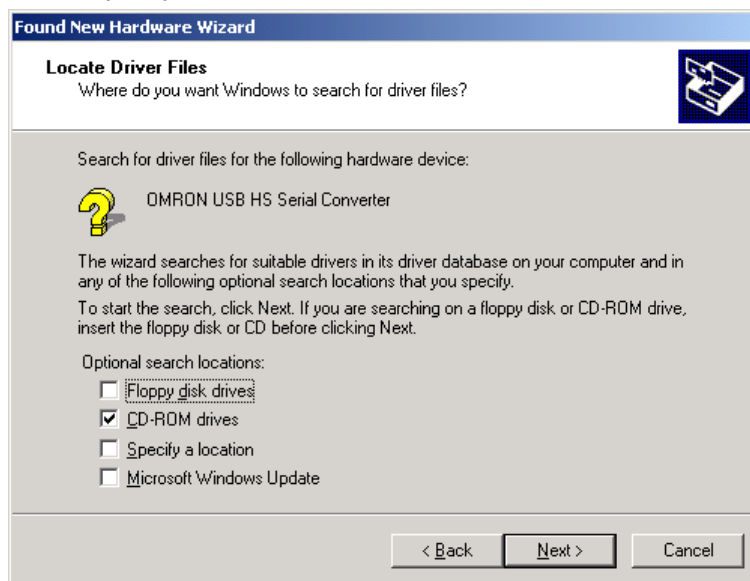 Found New Hardware Wizard
Locate Driver Files
Where do you want Windows to search for driver files?
Search for driver files for the following hardware device:
OMRON USB HS Serial Converter
The wizard searches for suitable drivers in its driver database on your computer and in
any of the following optional search locations that you specify.
To start the search, click Next. If you are searching on a floppy disk or CD-ROM drive,
insert the floppy disk or CD before clicking Next.
Optional search locations:
Floppy disk drives
CD-ROM drives
Specify a location
Microsoft Windows Update
< Back Next > Cancel